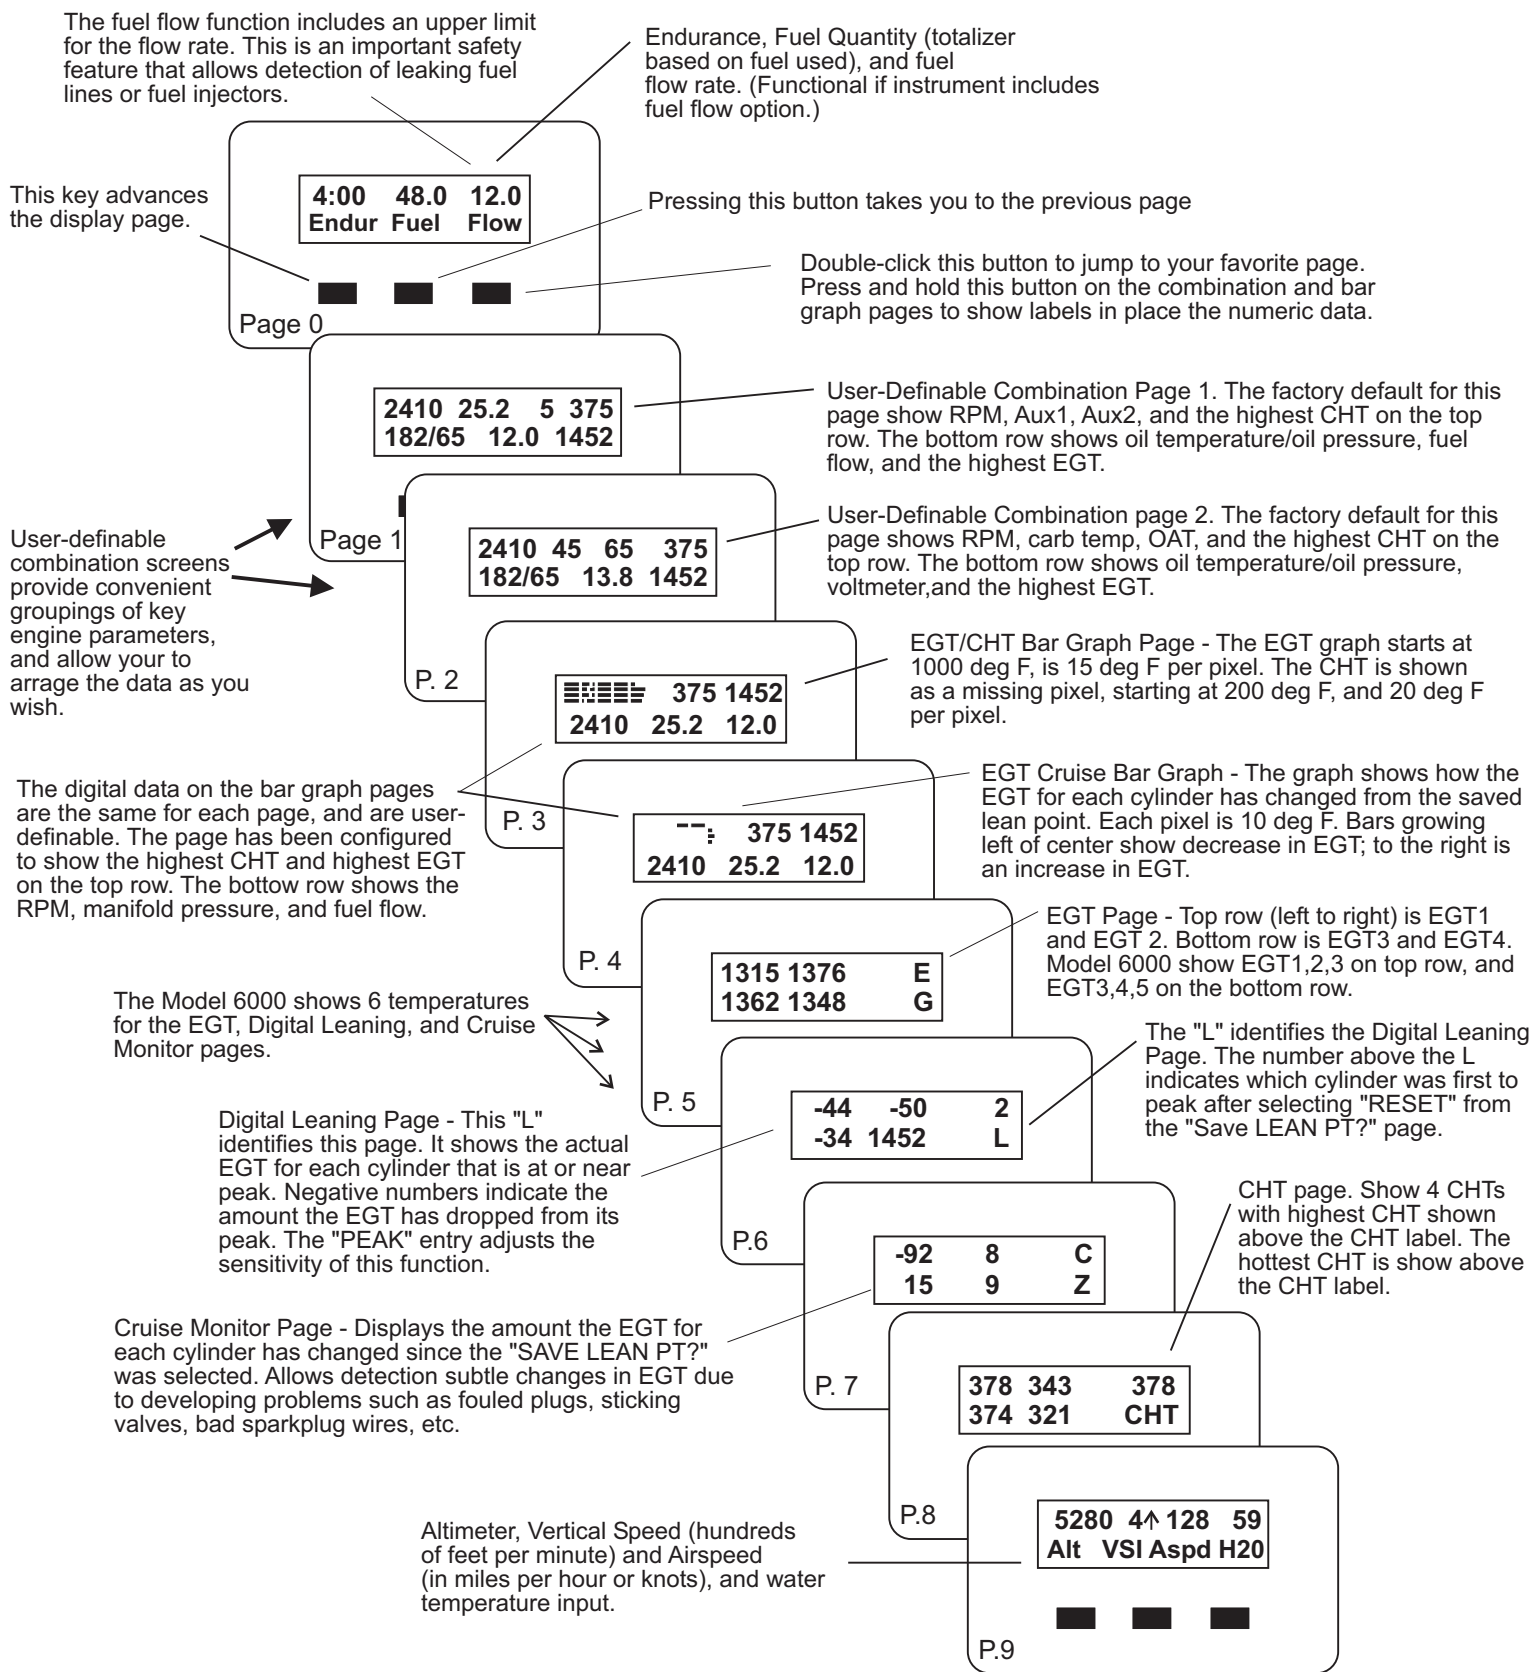 The fuel flow function includes an upper limit
for the flow rate. This is an important safety
feature that allows detection of leaking fuel
lines or fuel injectors.
Endurance, Fuel Quantity (totalizer
based on fuel used), and fuel
flow rate. (Functional if instrument includes
fuel flow option.)
This key advances
the display page.
4:00 48.0 12.0
Endur Fuel Flow
Pressing this button takes you to the previous page
Double-click this button to jump to your favorite page.
Press and hold this button on the combination and bar
graph pages to show labels in place the numeric data.
Page 0
2410 25.2 5 375
182/65 12.0 1452
User-Definable Combination Page 1. The factory default for this
page show RPM, Aux1, Aux2, and the highest CHT on the top
row. The bottom row shows oil temperature/oil pressure, fuel
flow, and the highest EGT.
Page 1
User-definable
combination screens
provide convenient
groupings of key
engine parameters,
and allow your to
arrage the data as you
wish.
2410 45 65 375
182/65 13.8 1452
User-Definable Combination page 2. The factory default for this
page shows RPM, carb temp, OAT, and the highest CHT on the
top row. The bottom row shows oil temperature/oil pressure,
voltmeter,and the highest EGT.
P. 2
375 1452
2410 25.2 12.0
EGT/CHT Bar Graph Page - The EGT graph starts at
1000 deg F, is 15 deg F per pixel. The CHT is shown
as a missing pixel, starting at 200 deg F, and 20 deg F
per pixel.
P. 3
The digital data on the bar graph pages
are the same for each page, and are user-
definable. The page has been configured
to show the highest CHT and highest EGT
on the top row. The bottow row shows the
RPM, manifold pressure, and fuel flow.
375 1452
2410 25.2 12.0
EGT Cruise Bar Graph - The graph shows how the
EGT for each cylinder has changed from the saved
lean point. Each pixel is 10 deg F. Bars growing
left of center show decrease in EGT; to the right is
an increase in EGT.
P. 4
1315 1376 E
1362 1348 G
EGT Page - Top row (left to right) is EGT1
and EGT 2. Bottom row is EGT3 and EGT4.
Model 6000 show EGT1,2,3 on top row, and
EGT3,4,5 on the bottom row.
The Model 6000 shows 6 temperatures
for the EGT, Digital Leaning, and Cruise
Monitor pages.
P. 5
-44 -50 2
-34 1452 L
The "L" identifies the Digital Leaning
Page. The number above the L
indicates which cylinder was first to
peak after selecting "RESET" from
the "Save LEAN PT?" page.
Digital Leaning Page - This "L"
identifies this page. It shows the actual
EGT for each cylinder that is at or near
peak. Negative numbers indicate the
amount the EGT has dropped from its
peak. The "PEAK" entry adjusts the
sensitivity of this function.
P.6
-92 8 C
15 9 Z
CHT page. Show 4 CHTs
with highest CHT shown
above the CHT label. The
hottest CHT is show above
the CHT label.
Cruise Monitor Page - Displays the amount the EGT for
each cylinder has changed since the "SAVE LEAN PT?"
was selected. Allows detection subtle changes in EGT due
to developing problems such as fouled plugs, sticking
valves, bad sparkplug wires, etc.
P. 7
378 343 378
374 321 CHT
P.8
5280 4↑ 128 59
Alt VSI Aspd H20
Altimeter, Vertical Speed (hundreds
of feet per minute) and Airspeed
(in miles per hour or knots), and water
temperature input.
P.9